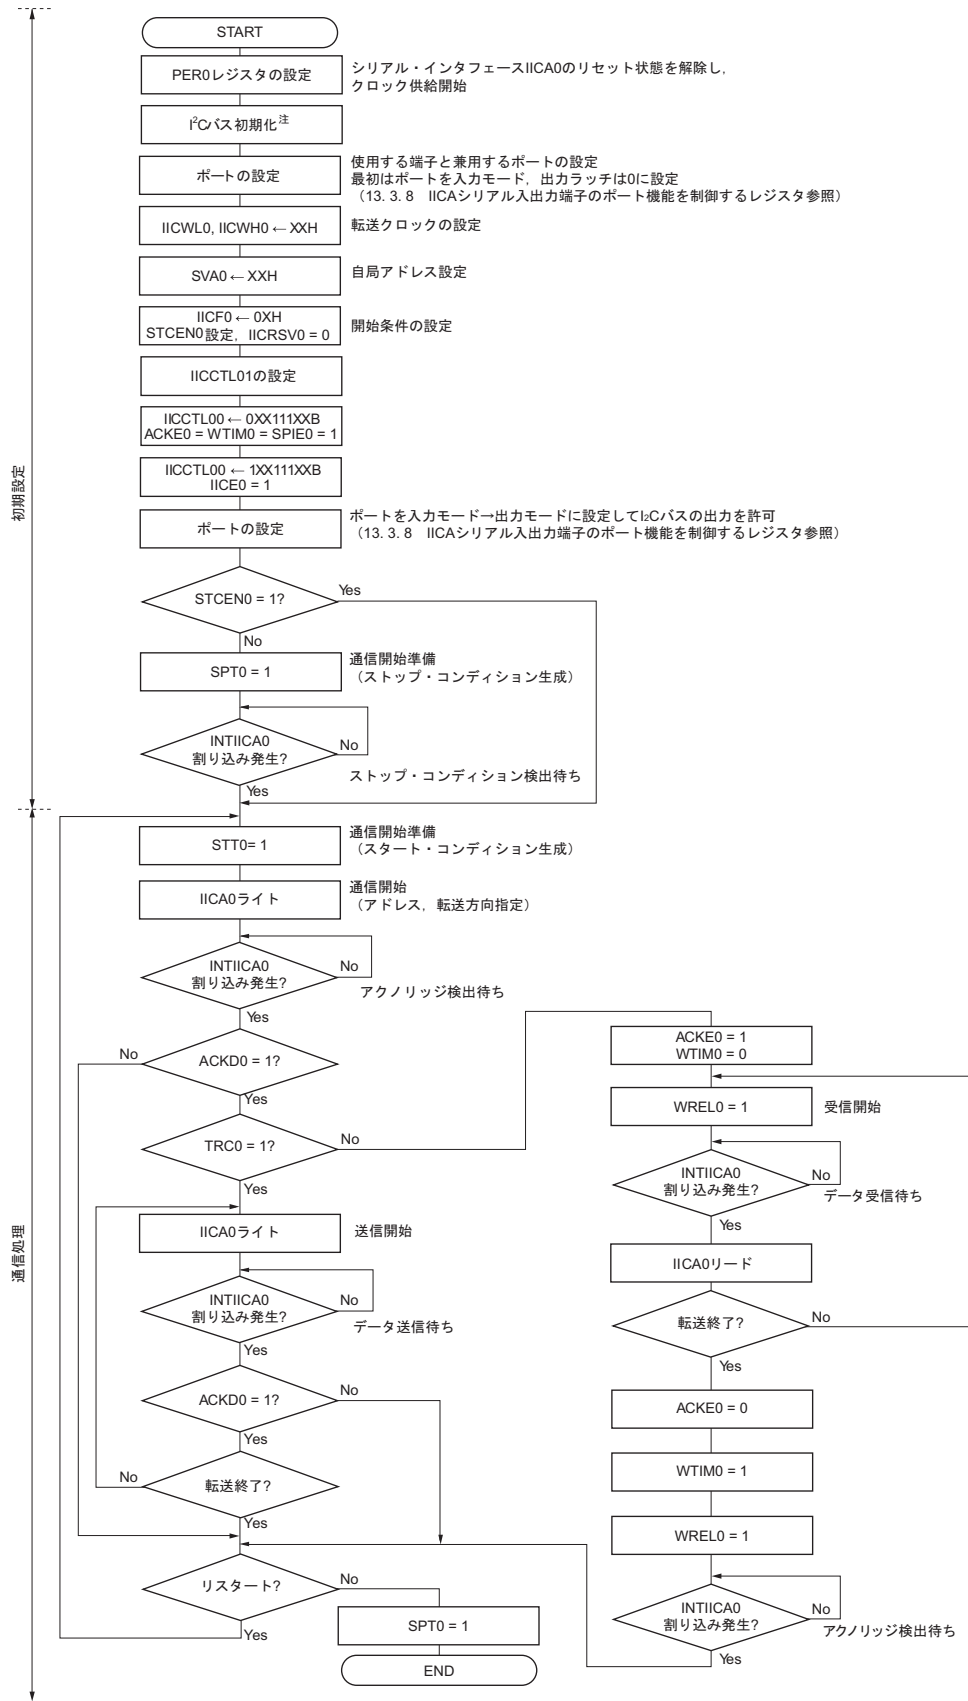 START
PER0レジスタの設定
シリアル・インタフェースIICA0のリセット状態を解除し,
クロック供給開始
I²Cバス初期化注
ポートの設定
使用する端子と兼用するポートの設定
最初はポートを入力モード，出力ラッチは0に設定
（13. 3. 8　IICAシリアル入出力端子のポート機能を制御するレジスタ参照）
IICWL0, IICWH0 ← XXH
転送クロックの設定
SVA0 ← XXH
自局アドレス設定
IICF0 ← 0XH
STCEN0設定，IICRSV0 = 0
開始条件の設定
IICCTL01の設定
IICCTL00 ← 0XX111XXB
ACKE0 = WTIM0 = SPIE0 = 1
IICCTL00 ← 1XX111XXB
IICE0 = 1
初期設定
ポートの設定
ポートを入力モード→出力モードに設定してI2Cバスの出力を許可
（13. 3. 8　IICAシリアル入出力端子のポート機能を制御するレジスタ参照）
STCEN0 = 1?
Yes
No
SPT0 = 1
通信開始準備
（ストップ・コンディション生成）
INTIICA0
割り込み発生?
No
ストップ・コンディション検出待ち
Yes
STT0= 1
通信開始準備
（スタート・コンディション生成）
IICA0ライト
通信開始
（アドレス，転送方向指定）
INTIICA0
割り込み発生?
No
アクノリッジ検出待ち
Yes
ACKD0 = 1?
No
Yes
TRC0 = 1?
No
Yes
通信処理
IICA0ライト
送信開始
INTIICA0
割り込み発生?
No
データ送信待ち
Yes
ACKD0 = 1?
No
Yes
転送終了?
No
Yes
リスタート?
No
Yes
SPT0 = 1
END
ACKE0 = 1
WTIM0 = 0
WREL0 = 1
受信開始
INTIICA0
割り込み発生?
No
データ受信待ち
Yes
IICA0リード
転送終了?
No
Yes
ACKE0 = 0
WTIM0 = 1
WREL0 = 1
INTIICA0
割り込み発生?
No
アクノリッジ検出待ち
Yes